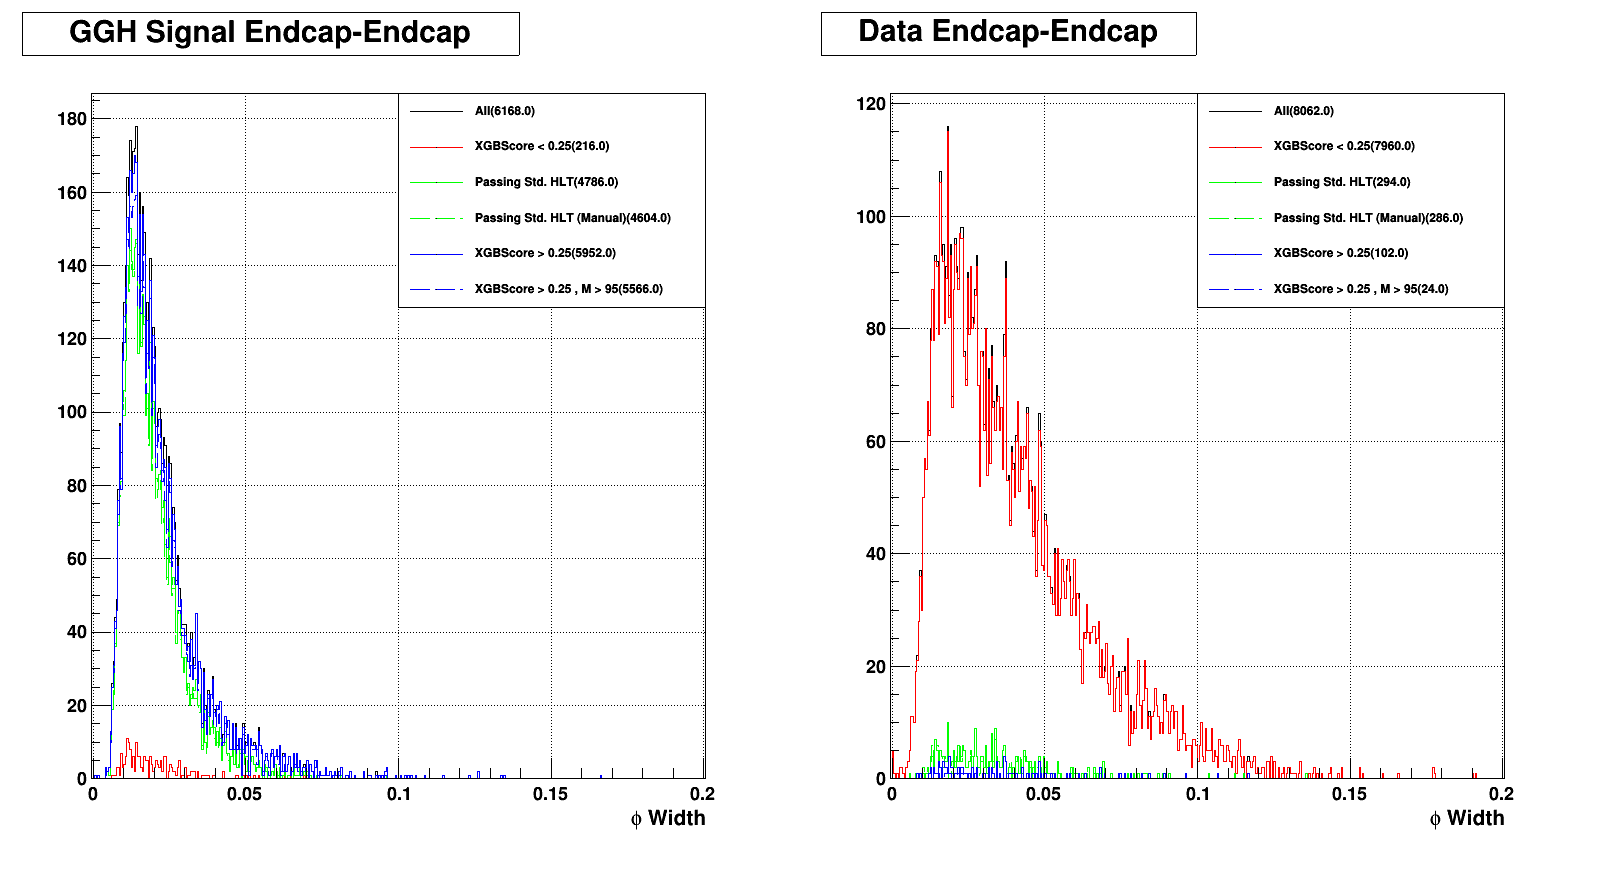 GGH Signal Endcap-Endcap
All(6168.0)
XGBScore < 0.25(216.0)
Passing Std. HLT(4786.0)
Passing Std. HLT (Manual)(4604.0)
XGBScore > 0.25(5952.0)
XGBScore > 0.25 , M > 95(5566.0)
180
160
140
120
100
80
60
40
20
0
0 0.05 0.1 0.15 0.2
ϕ Width
Data Endcap-Endcap
All(8062.0)
XGBScore < 0.25(7960.0)
Passing Std. HLT(294.0)
Passing Std. HLT (Manual)(286.0)
XGBScore > 0.25(102.0)
XGBScore > 0.25 , M > 95(24.0)
120
100
80
60
40
20
0
0 0.05 0.1 0.15 0.2
ϕ Width